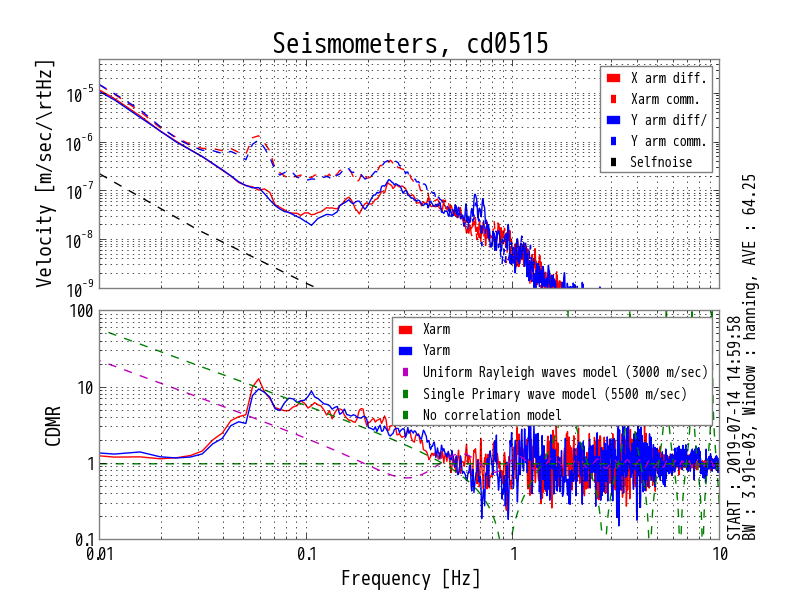 Seismometers, cd0515
Velocity [m/sec/\rtHz]
10^-5
10^-6
10^-7
10^-8
10^-9
X arm diff.
Xarm comm.
Y arm diff/
Y arm comm.
Selfnoise
CDMR
100
10
1
0.1
Xarm
Yarm
Uniform Rayleigh waves model (3000 m/sec)
Single Primary wave model (5500 m/sec)
No correlation model
0.01
0.1
1
10
Frequency [Hz]
START : 2019-07-14 14:59:58
BW : 3.91e-03, Window : hanning, AVE : 64.25